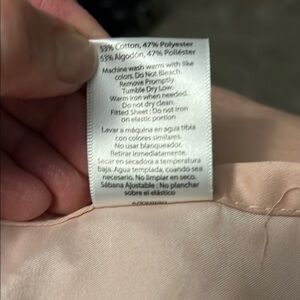 53% Cotton, 47% Polyester
53% Algodón, 47% Poliéster
Machine wash warm with like
colors. Do Not Bleach.
Remove Promptly.
Tumble Dry Low.
Warm iron when needed.
Do not dry clean.
Fitted Sheet : Do not iron
on elastic portion
Lavar a máquina en agua tibia
con colores similares.
No usar blanqueador.
Retirar inmediatamente.
Secar en secadora a temperatura
baja. Agua templada, cuando sea
necesario. No limpiar en seco.
Sábana Ajustable : No planchar
sobre el elástico